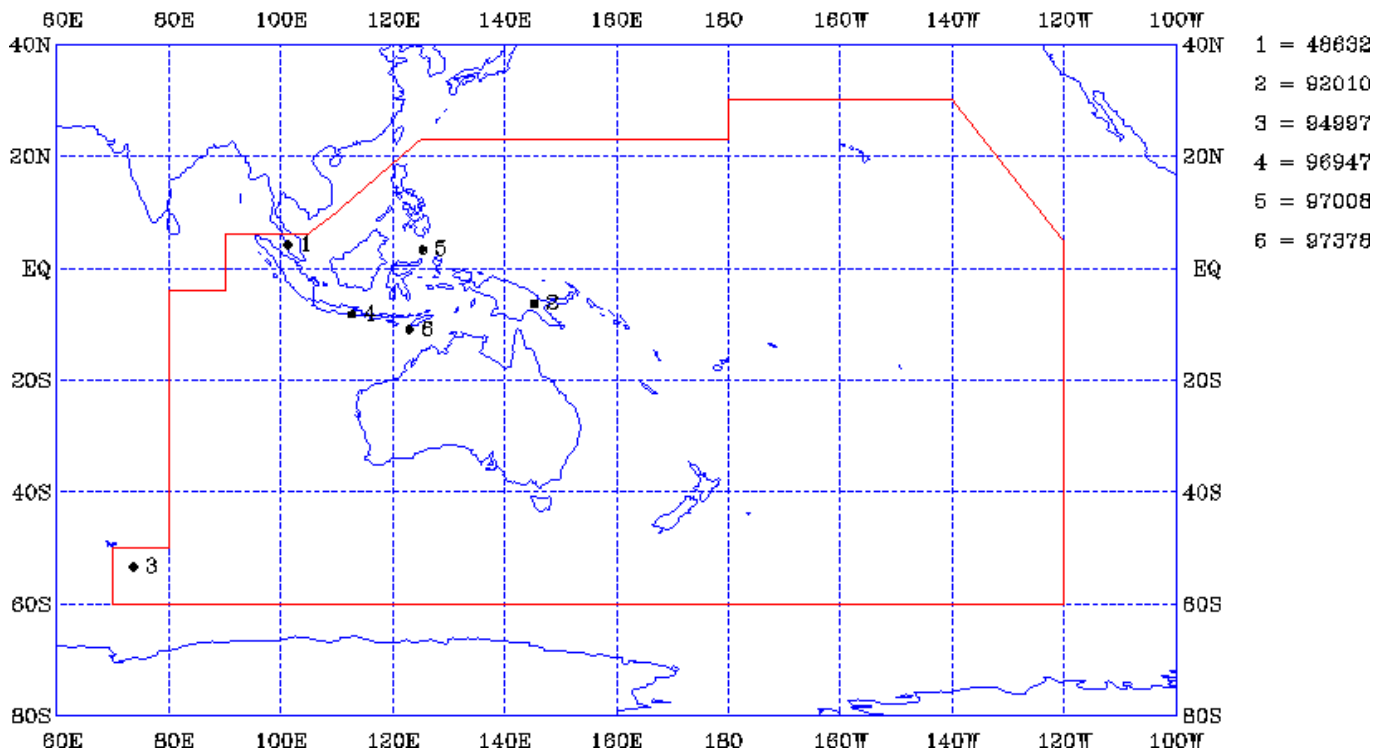 60E 80E 100E 120E 140E 160E 180 160W 140W 120W 100W
40N 40N 1 = 48632
2 = 92010
3 = 94997
20N 20N 4 = 96947
5 = 97008
1 5 6 = 97378
EQ EQ
4 2
6
20S 20S
40S 40S
3
60S 60S
80S 80S
60E 80E 100E 120E 140E 160E 180 160W 140W 120W 100W